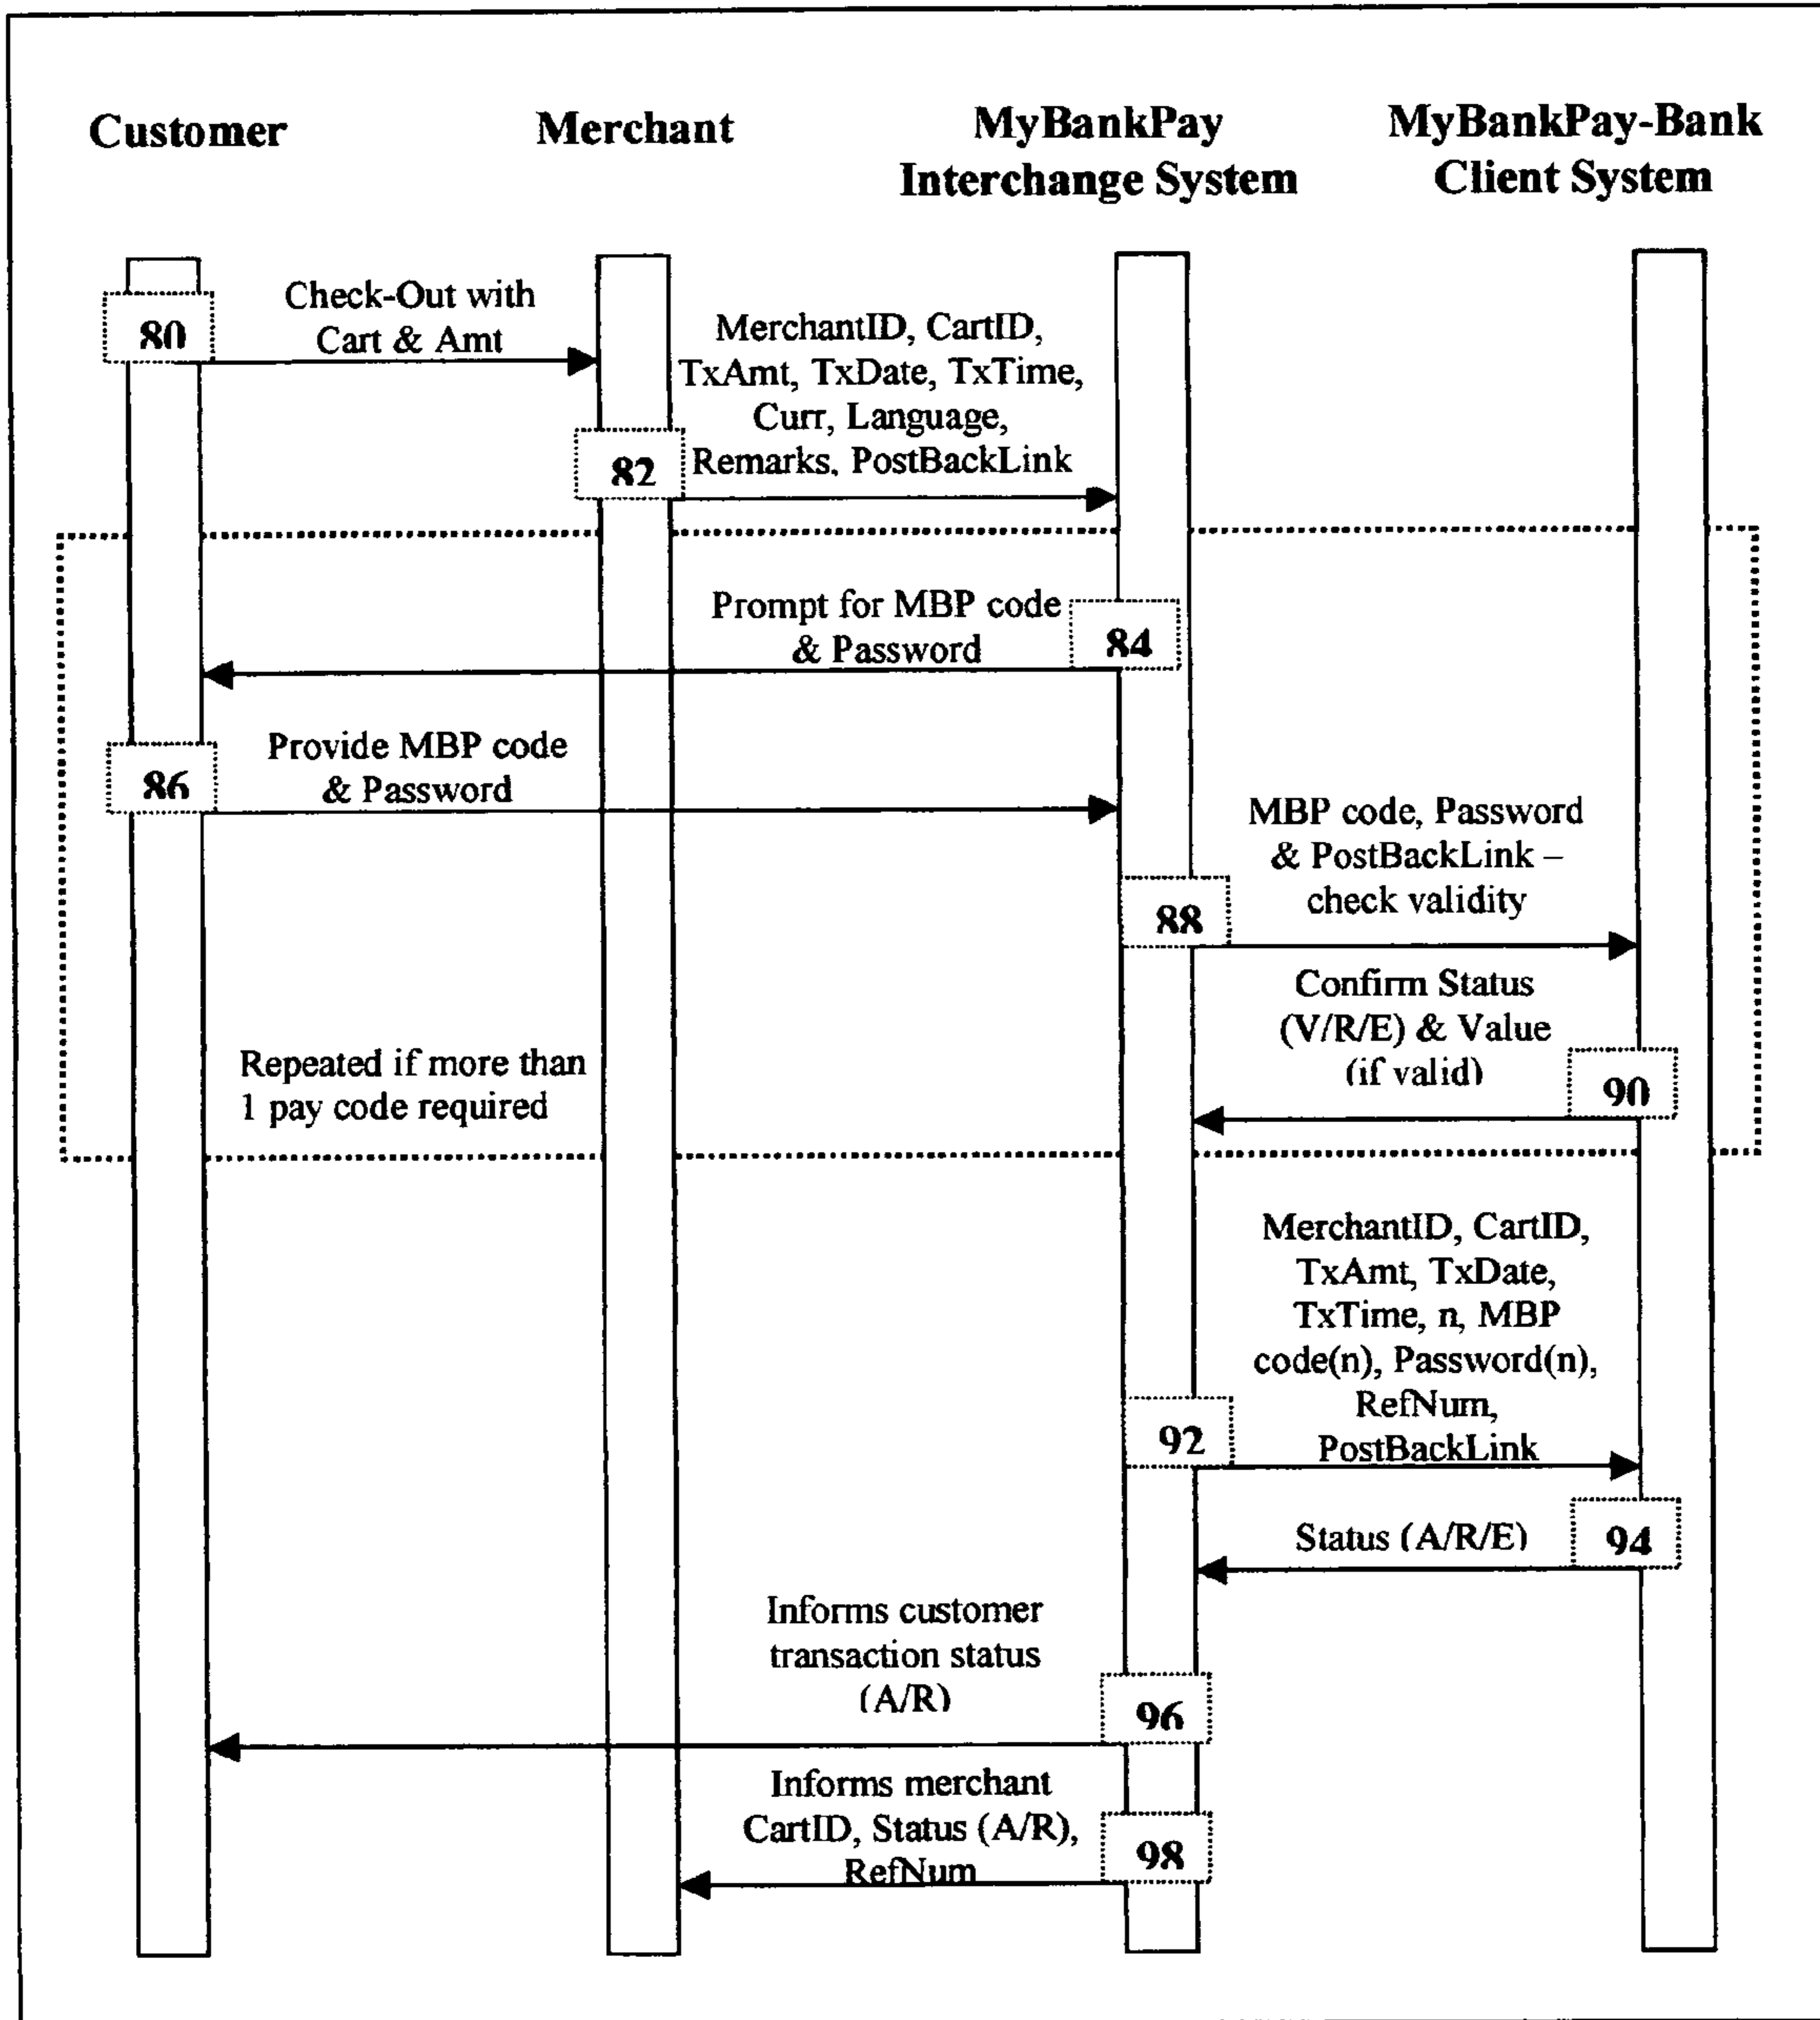 Customer
Merchant
MyBankPay
Interchange System
MyBankPay-Bank
Client System
80
Check-Out with
Cart & Amt
82
MerchantID, CartID,
TxAmt, TxDate, TxTime,
Curr, Language,
Remarks, PostBackLink
84
Prompt for MBP code
& Password
86
Provide MBP code
& Password
88
MBP code, Password
& PostBackLink –
check validity
Confirm Status
(V/R/E) & Value
(if valid)
90
Repeated if more than
1 pay code required
MerchantID, CartID,
TxAmt, TxDate,
TxTime, n, MBP
code(n), Password(n),
RefNum,
PostBackLink
92
Status (A/R/E)
94
Informs customer
transaction status
(A/R)
96
Informs merchant
CartID, Status (A/R),
RefNum
98